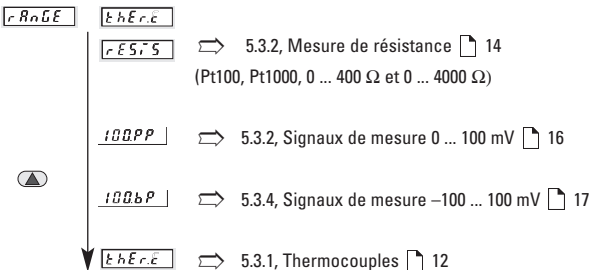 rAnGE thEr.c
rESiS 5.3.2, Mesure de résistance 14
(Pt100, Pt1000, 0 ... 400 Ω et 0 ... 4000 Ω)
100.PP 5.3.2, Signaux de mesure 0 ... 100 mV 16
100.bP 5.3.4, Signaux de mesure –100 ... 100 mV 17
thEr.c 5.3.1, Thermocouples 12